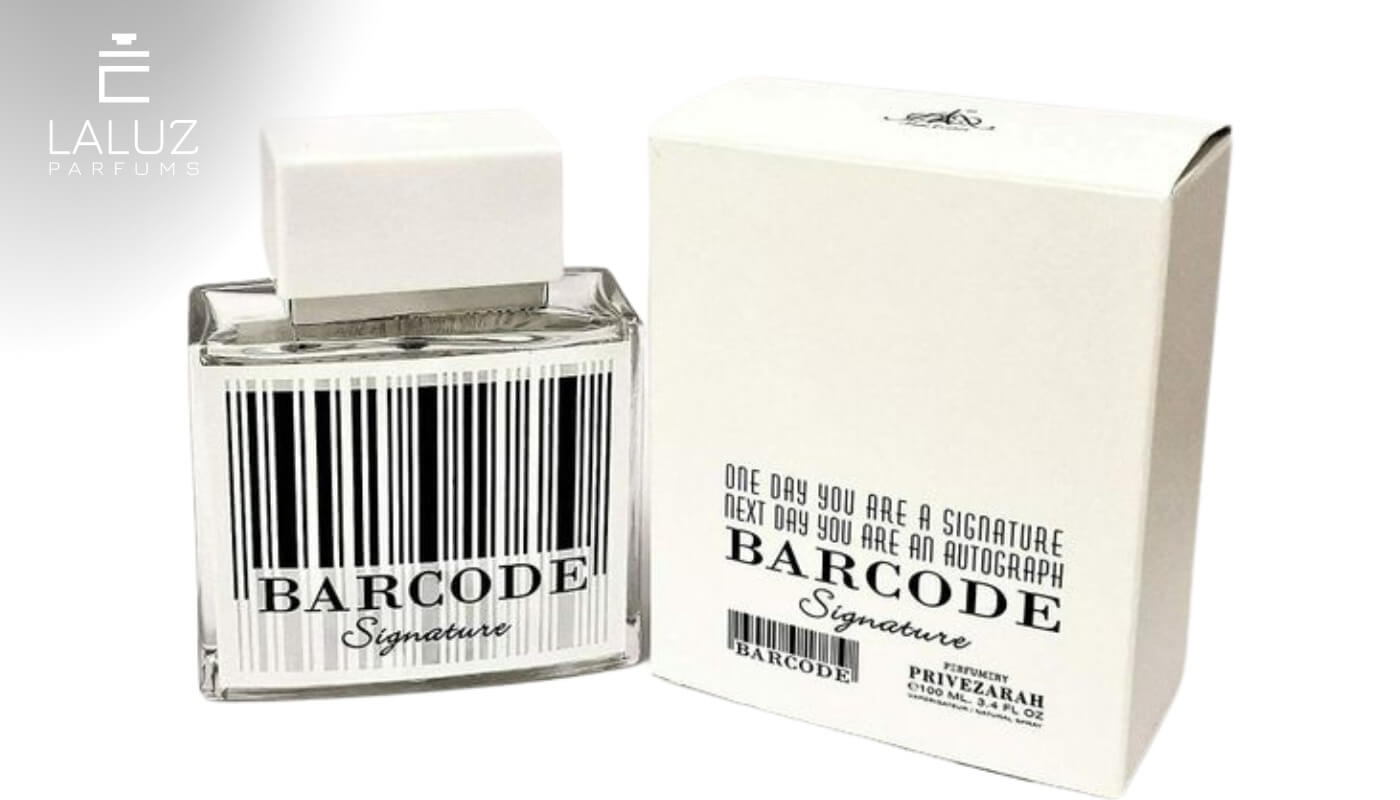 LALUZ
PARFUMS
BARCODE
Signature
ONE DAY YOU ARE A SIGNATURE
NEXT DAY YOU ARE AN AUTOGRAPH
BARCODE
Signature
BARCODE
PERFUMERY
PRIVEZARAH
℮100 ML. 3.4 FL OZ
VAPORISATEUR / NATURAL SPRAY